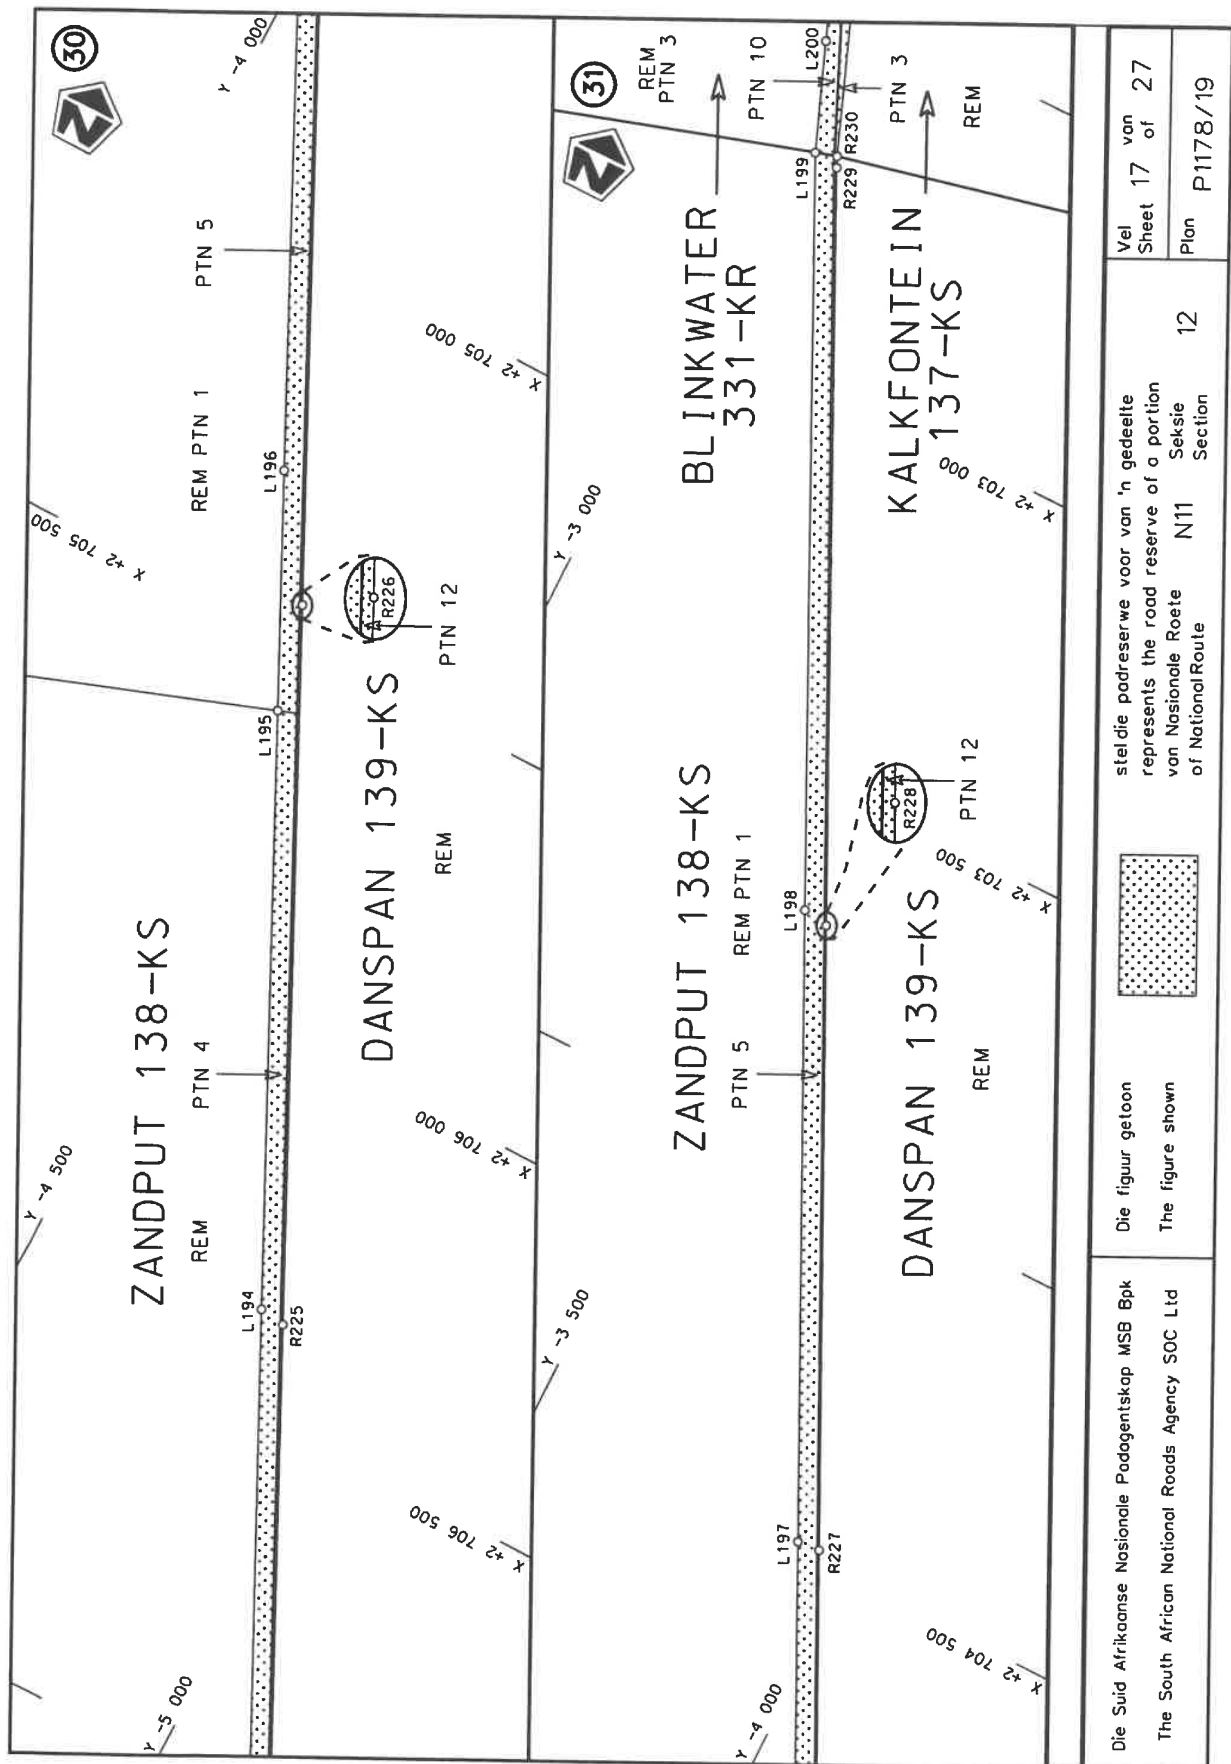 30
Y -4 000
PTN 5
REM PTN 1
L196
X +2 705 500
X +2 705 000
R226
PTN 12
L195
DANSPAN 139-KS
REM
ZANDPUT 138-KS
PTN 4
REM
Y -4 500
X +2 706 000
L194
R225
X +2 706 500
Y -5 000
31
REM
PTN 3
PTN 10
L200
PTN 3
REM
L199
R230
R229
BLINKWATER
331-KR
KALKFONTEIN
137-KS
X +2 703 000
Y -3 000
ZANDPUT 138-KS
REM PTN 1
PTN 5
L198
R228
PTN 12
X +2 703 500
DANSPAN 139-KS
REM
Y -3 500
L197
R227
X +2 704 500
Y -4 000
Die Suid Afrikaanse Nasionale Padagentskap MSB Bpk
The South African National Roads Agency SOC Ltd
Die figuur getoon
The figure shown
stel die padreserwe voor van 'n gedeelte
represents the road reserve of a portion
van Nasionale Roete N11 Seksie 12
of National Route Section
Vel van
Sheet 17 of 27
Plan P1178/19